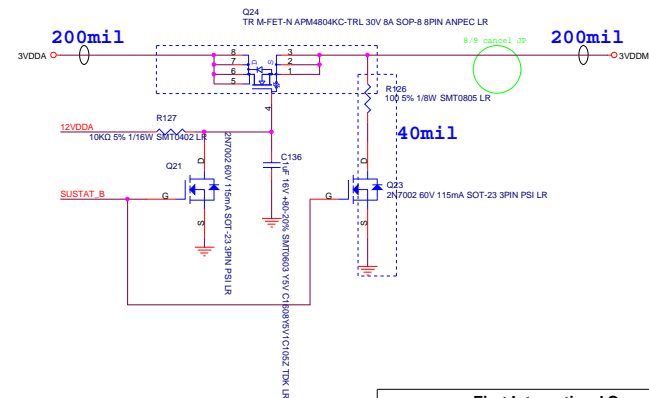 Q24
TR M-FET-N APM4804KC-TRL 30V 8A SOP-8 8PIN ANPEC LR
200mil
200mil
9/9 cancel JP
3VDDA
3VDDM
8
7
6
5
D
S
G
3
2
1
4
R126
100 5% 1/8W SMT0805 LR
40mil
R127
12VDDA
10KΩ 5% 1/16W SMT0402 LR
Q21
D
G
S
2N7002 60V 115mA SOT-23 3PIN PSI LR
C136
1uF 16V +80-20% SMT0603 Y5V C1608Y5V1C105Z TDK LR
SUSTAT_B
D
G
S
Q23
2N7002 60V 115mA SOT-23 3PIN PSI LR